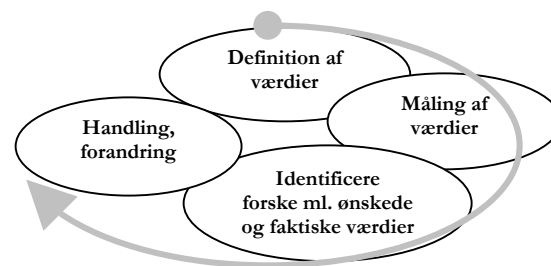 Definition af
værdier
Måling af
værdier
Identificere
forske ml. ønskede
og faktiske værdier
Handling,
forandring